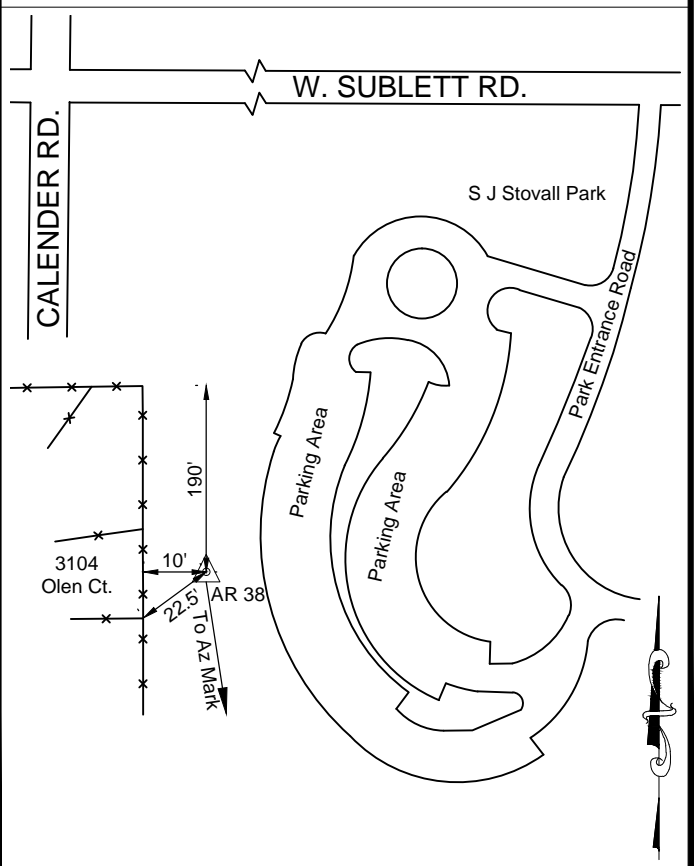 W. SUBLETT RD.
CALENDER RD.
S J Stovall Park
Park Entrance Road
Parking Area
Parking Area
190'
10'
22.5'
3104
Olen Ct.
AR 38
To Az Mark